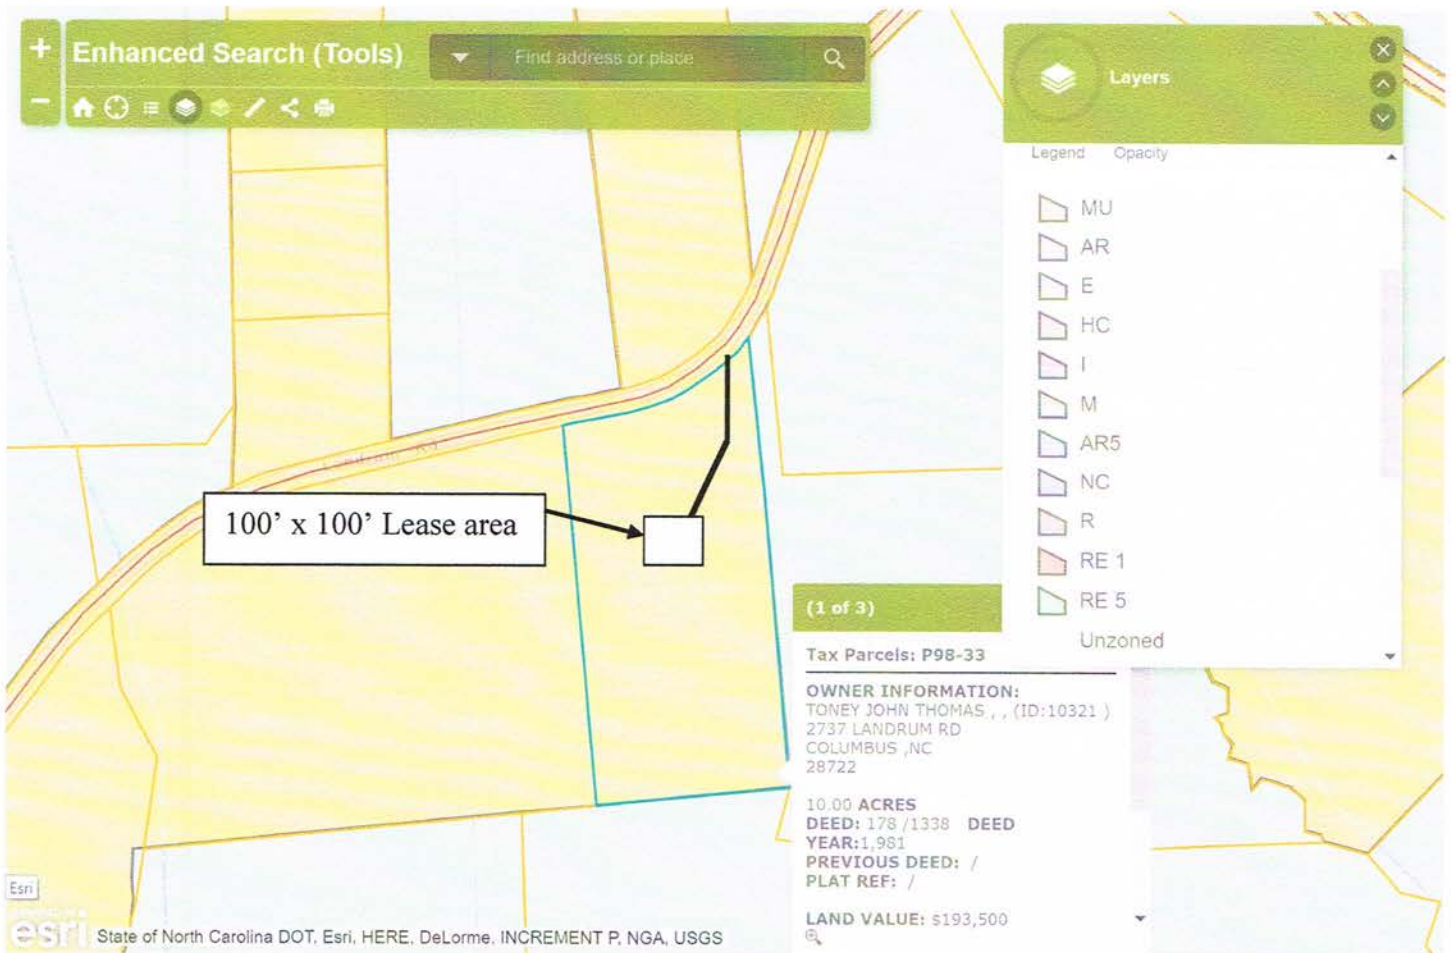 +
Enhanced Search (Tools)
Find address or place
−
Layers
Legend Opacity
MU
AR
E
HC
I
M
AR5
NC
R
RE 1
RE 5
Unzoned
100' x 100' Lease area
(1 of 3)
Tax Parcels: P98-33
OWNER INFORMATION:
TONEY JOHN THOMAS , , (ID:10321 )
2737 LANDRUM RD
COLUMBUS ,NC
28722
10.00 ACRES
DEED: 178 /1338 DEED
YEAR:1,981
PREVIOUS DEED: /
PLAT REF: /
LAND VALUE: $193,500
Esri
esri
State of North Carolina DOT, Esri, HERE, DeLorme, INCREMENT P, NGA, USGS